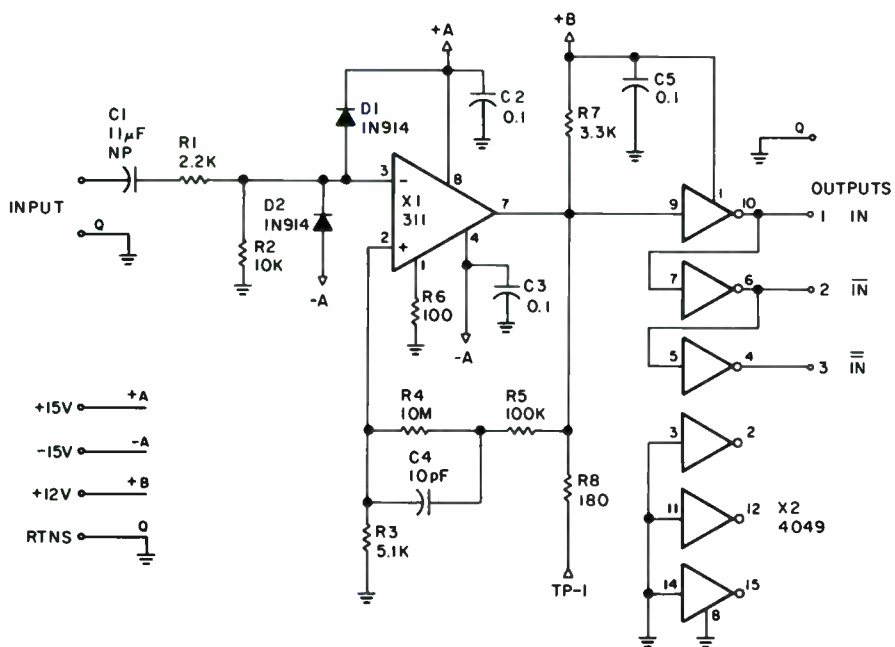 +A
+B
C1
11µF
NP
R1
2.2K
D1
1N914
C2
0.1
R7
3.3K
C5
0.1
Q
INPUT
Q
R2
10K
D2
1N914
-A
3
-
X1
311
2
+
8
7
4
1
R6
100
C3
0.1
-A
9
1
10
OUTPUTS
1 IN
7
6
2 I̅N̅
5
4
3 I̿N̿
+15V
+A
-15V
-A
+12V
+B
RTNS
Q
R4
10M
R5
100K
C4
10pF
R3
5.1K
R8
180
TP-1
3
2
11
12
X2
4049
14
15
8